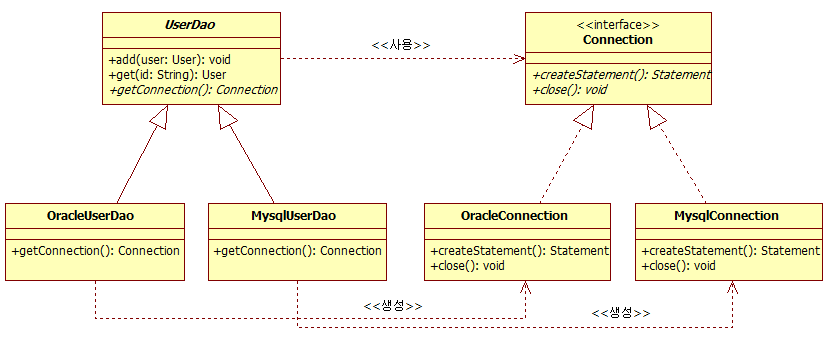 UserDao
+add(user: User): void
+get(id: String): User
+getConnection(): Connection
<<사용>>
<<interface>>
Connection
+createStatement(): Statement
+close(): void
OracleUserDao
+getConnection(): Connection
MysqlUserDao
+getConnection(): Connection
OracleConnection
+createStatement(): Statement
+close(): void
MysqlConnection
+createStatement(): Statement
+close(): void
<<생성>>
<<생성>>